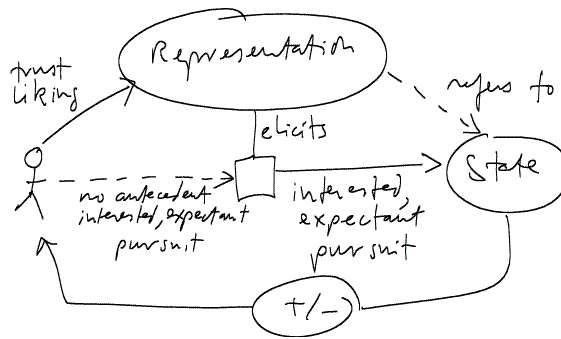 Representation
trust
liking
refers to
elicits
State
no antecedent
interested, expectant
pursuit
interested,
expectant
pursuit
+/-